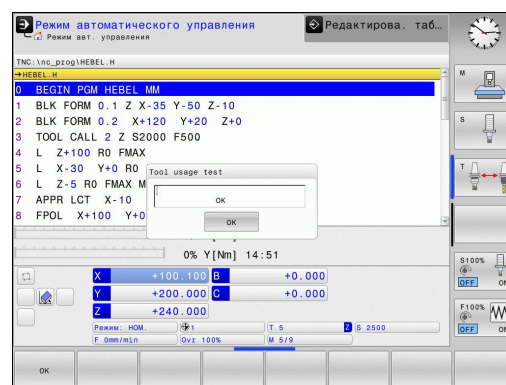 Режим автоматического управления
Редактирова. таб...
Режим авт. управления
TNC:\nc_prog\HEBEL.H
→HEBEL.H
0 BEGIN PGM HEBEL MM
1 BLK FORM 0.1 Z X-35 Y-50 Z-10
2 BLK FORM 0.2 X+120 Y+20 Z+0
3 TOOL CALL 2 Z S2000 F500
4 L Z+100 R0 FMAX
5 L X-30 Y+0 R0
6 L Z-5 R0 FMAX M
7 APPR LCT X-10
8 FPOL X+100 Y+0
Tool usage test
OK
OK
0% Y[Nm] 14:51
X +100.100 B +0.000
Y +200.000 C +0.000
Z +240.000
Режим: НОМ. 1 T 5 Z S 2500
F 0mm/min Ovr 100% M 5/9
M
S
T
S100%
OFF ON
F100%
OFF ON
OK